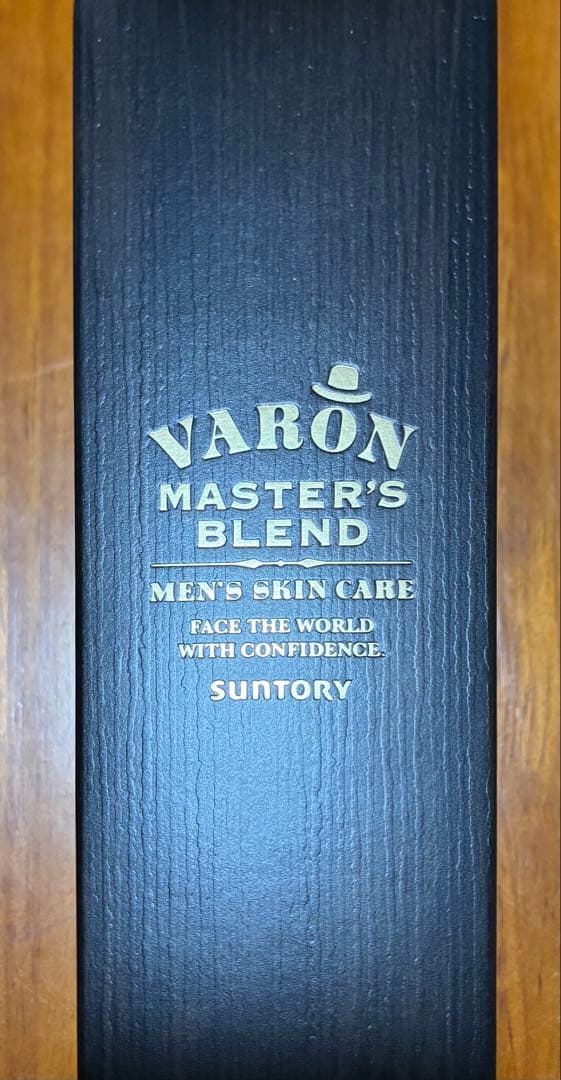 VARON
MASTER'S
BLEND
MEN'S SKIN CARE
FACE THE WORLD
WITH CONFIDENCE.
SUNTORY